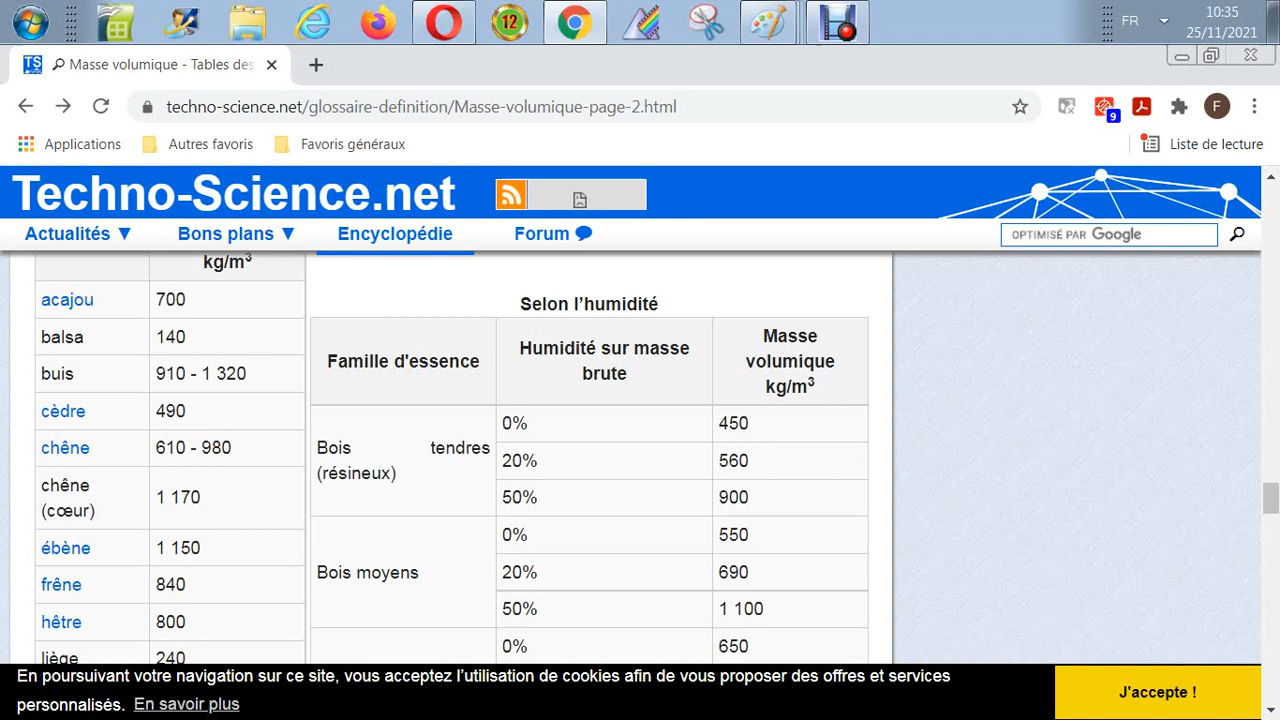 12
FR
10:35
25/11/2021
TS Masse volumique - Tables des
techno-science.net/glossaire-definition/Masse-volumique-page-2.html
9
F
Applications
Autres favoris
Favoris généraux
Liste de lecture
Techno-Science.net
Actualités ▼ Bons plans ▼ Encyclopédie Forum
OPTIMISÉ PAR Google
kg/m³
acajou 700
balsa 140
buis 910 - 1 320
cèdre 490
chêne 610 - 980
chêne
(cœur) 1 170
ébène 1 150
frêne 840
hêtre 800
liège 240
Selon l’humidité
Famille d'essence
Humidité sur masse
brute
Masse
volumique
kg/m³
Bois tendres
(résineux)
0% 450
20% 560
50% 900
Bois moyens
0% 550
20% 690
50% 1 100
0% 650
En poursuivant votre navigation sur ce site, vous acceptez l’utilisation de cookies afin de vous proposer des offres et services
personnalisés. En savoir plus
J'accepte !